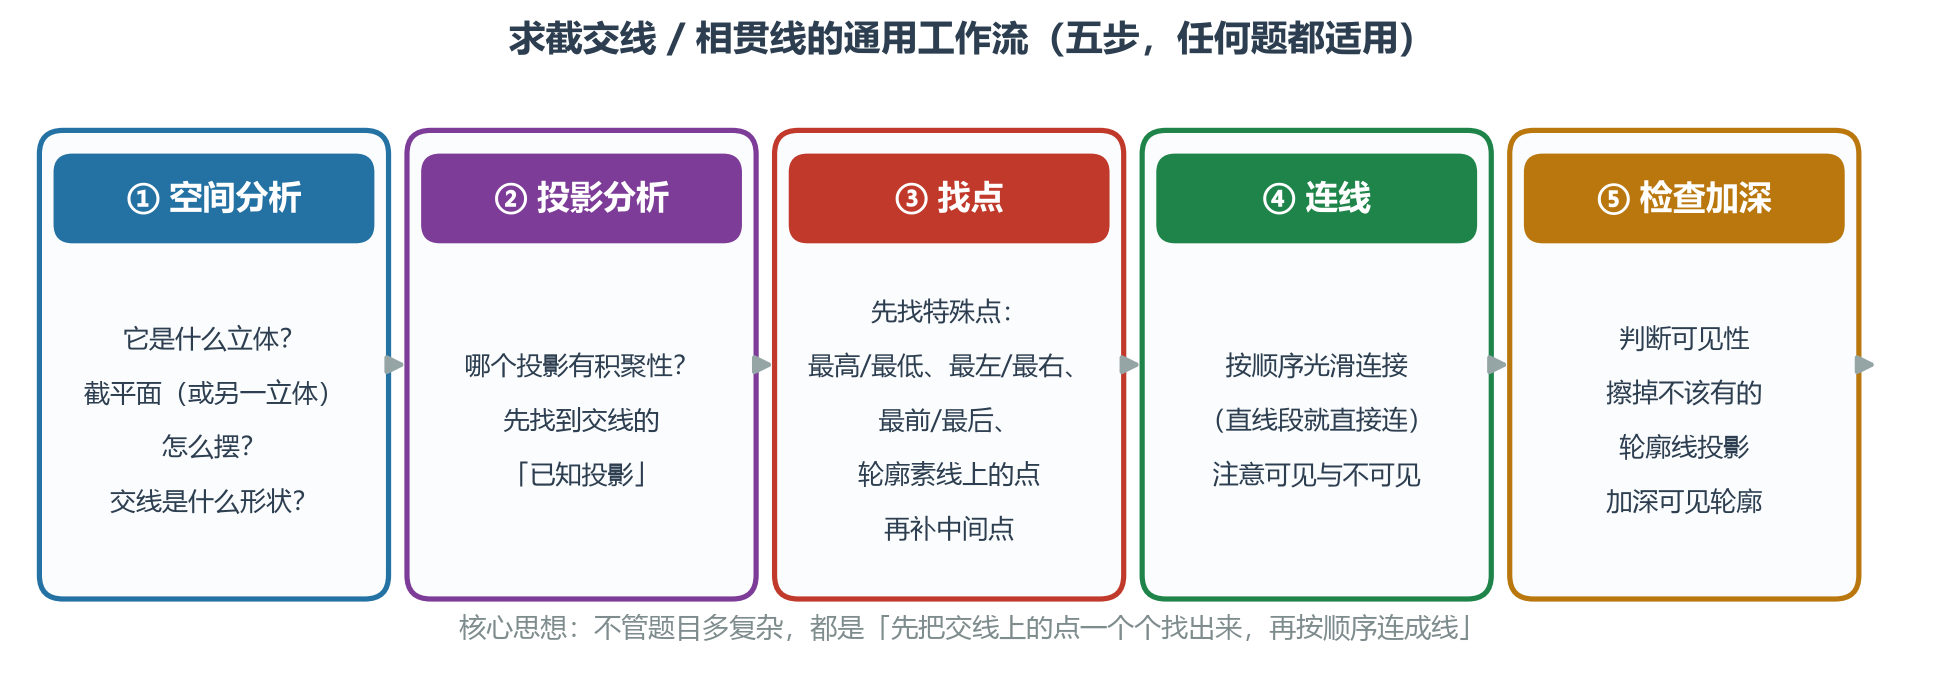 求截交线 / 相贯线的通用工作流（五步，任何题都适用）
① 空间分析
它是什么立体？
截平面（或另一立体）
怎么摆？
交线是什么形状？
② 投影分析
哪个投影有积聚性？
先找到交线的
「已知投影」
③ 找点
先找特殊点：
最高/最低、最左/最右、
最前/最后、
轮廓素线上的点
再补中间点
④ 连线
按顺序光滑连接
（直线段就直接连）
注意可见与不可见
⑤ 检查加深
判断可见性
擦掉不该有的
轮廓线投影
加深可见轮廓
核心思想：不管题目多复杂，都是「先把交线上的点一个个找出来，再按顺序连成线」